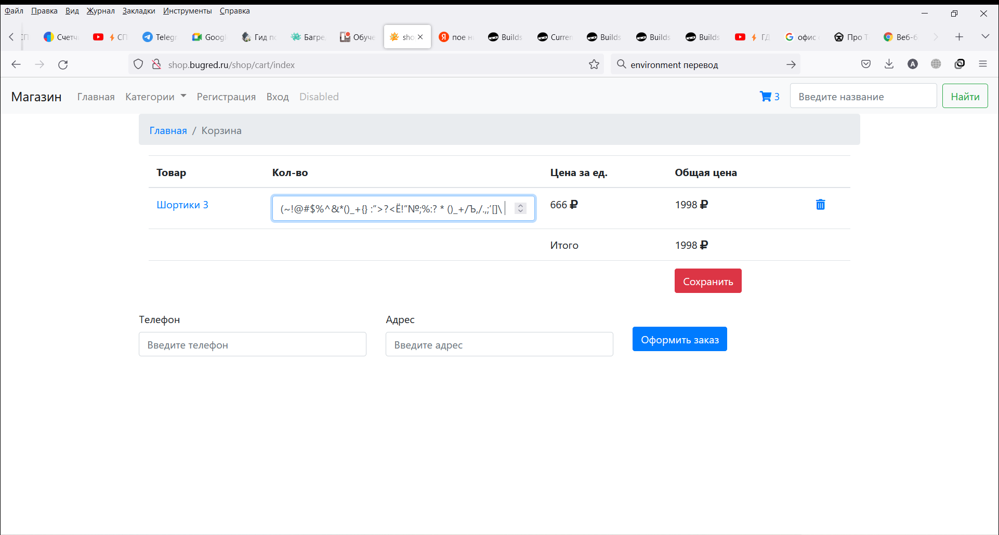 Файл Правка Вид Журнал Закладки Инструменты Справка
СП Счетч СП Telegr Googl Гид по Багре, Обуче sho пое н Builds Curren Builds Builds Builds ГД офис Про Т Веб-б
shop.bugred.ru/shop/cart/index environment перевод
Магазин Главная Категории Регистрация Вход Disabled 3 Введите название Найти
Главная / Корзина
Товар Кол-во Цена за ед. Общая цена
Шортики 3 (~!@#$%^&*()_+{} :”>?<Ё!“№;%:? * ()_+/Ъ,/.,;‘[]\ 666 ₽ 1998 ₽
Итого 1998 ₽
Сохранить
Телефон Адрес
Введите телефон Введите адрес Оформить заказ